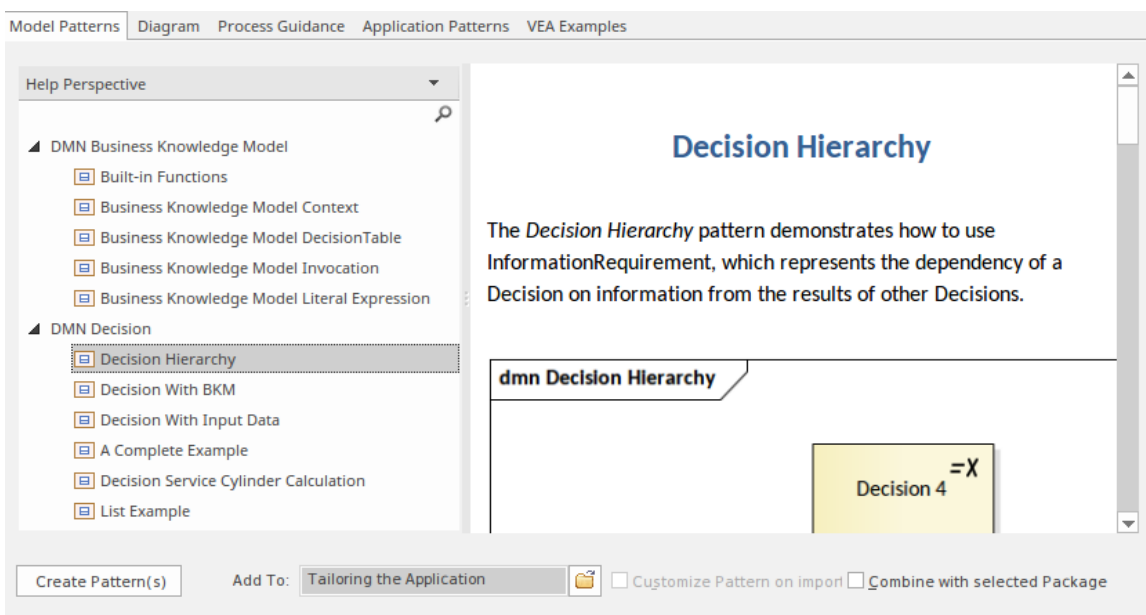 Model Patterns Diagram Process Guidance Application Patterns VEA Examples
Help Perspective
DMN Business Knowledge Model
Built-in Functions
Business Knowledge Model Context
Business Knowledge Model DecisionTable
Business Knowledge Model Invocation
Business Knowledge Model Literal Expression
DMN Decision
Decision Hierarchy
Decision With BKM
Decision With Input Data
A Complete Example
Decision Service Cylinder Calculation
List Example
Decision Hierarchy
The Decision Hierarchy pattern demonstrates how to use
InformationRequirement, which represents the dependency of a
Decision on information from the results of other Decisions.
dmn Decision Hierarchy
=X
Decision 4
Create Pattern(s) Add To: Tailoring the Application Customize Pattern on import Combine with selected Package